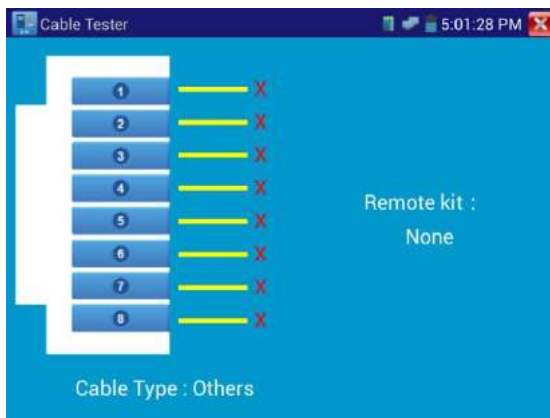 Cable Tester 5:01:28 PM
1 X
2 X
3 X
4 X
5 X
6 X
7 X
8 X
Remote kit :
None
Cable Type : Others